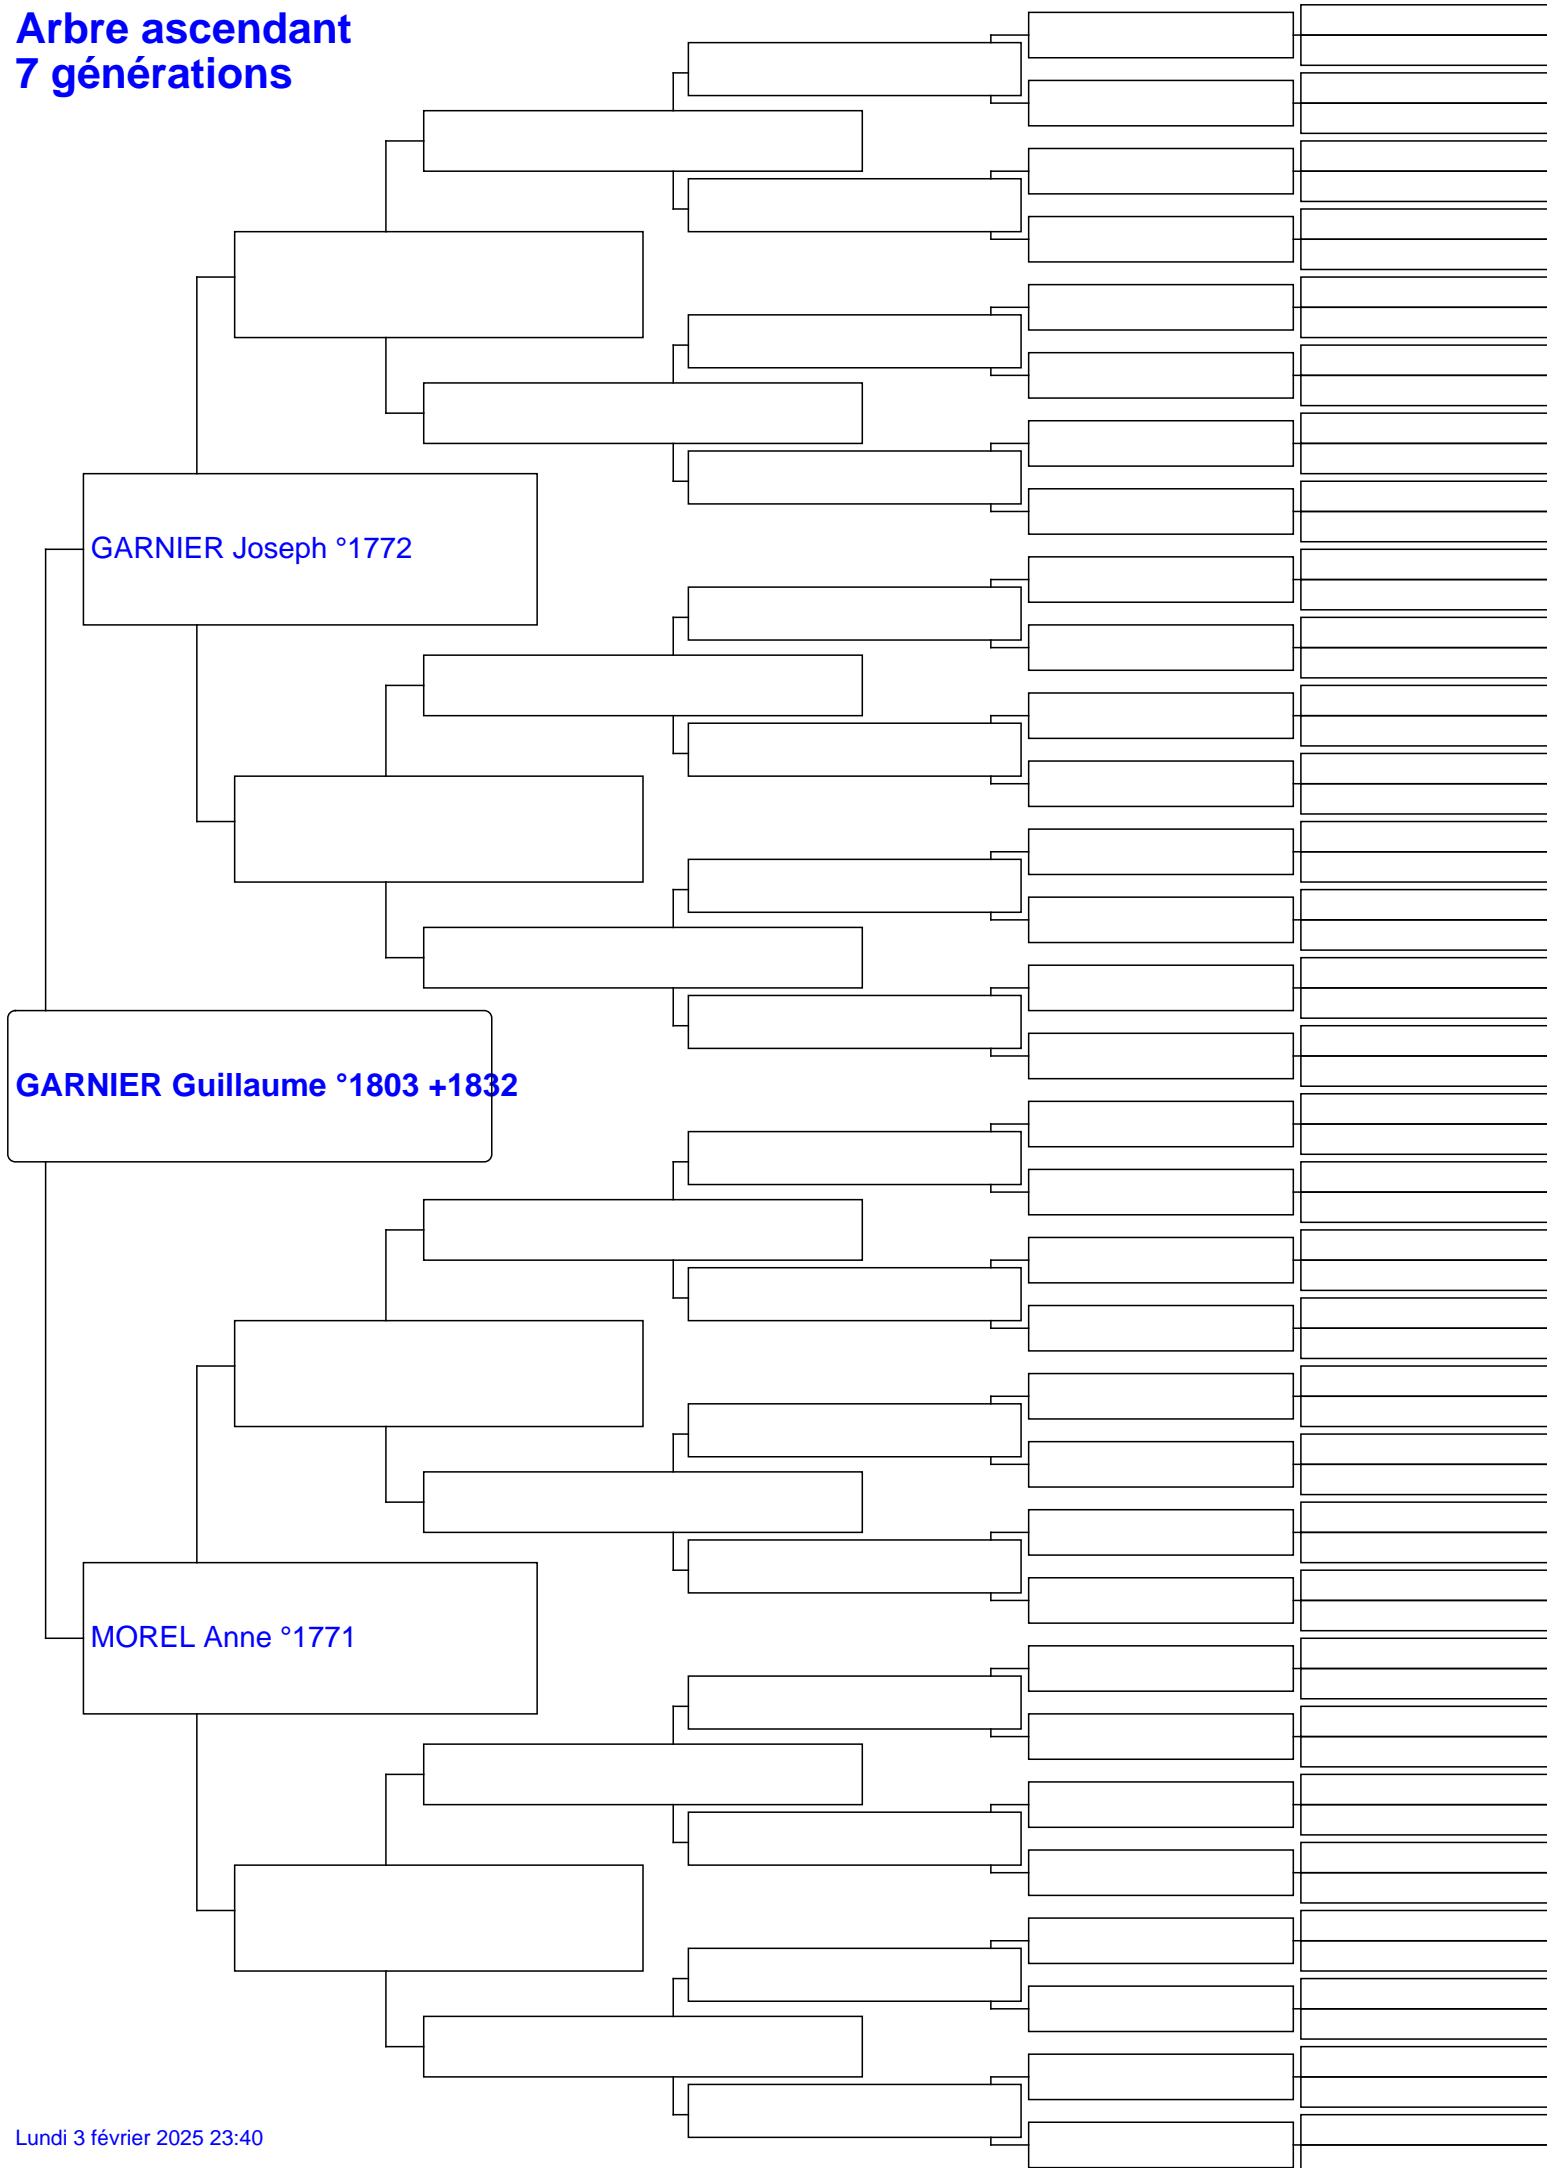 Arbre ascendant
7 générations
GARNIER Joseph °1772
GARNIER Guillaume °1803 +1832
MOREL Anne °1771
Lundi 3 février 2025 23:40